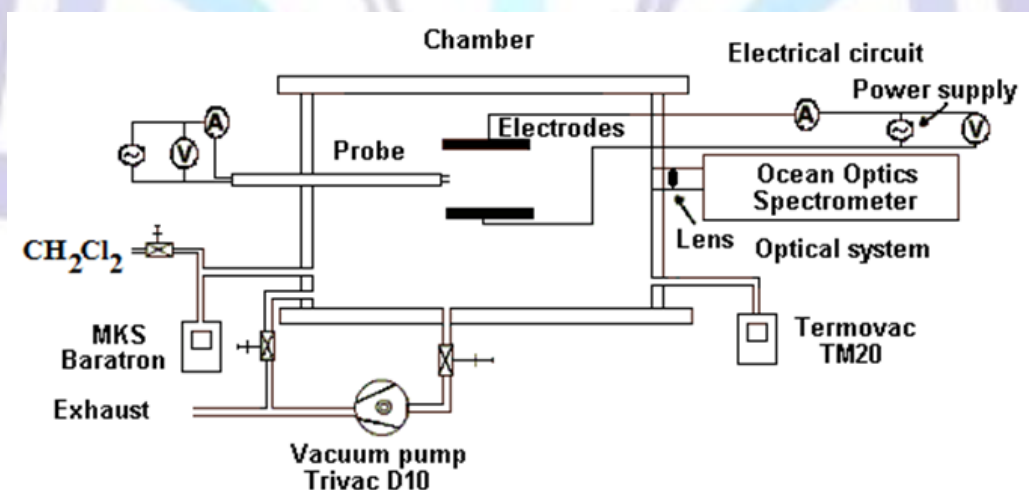 Chamber
Electrical circuit
Power supply
A
A
Electrodes
V
V
Probe
Ocean Optics
Spectrometer
CH₂Cl₂
Lens
Optical system
MKS
Baratron
Termovac
TM20
Exhaust
Vacuum pump
Trivac D10